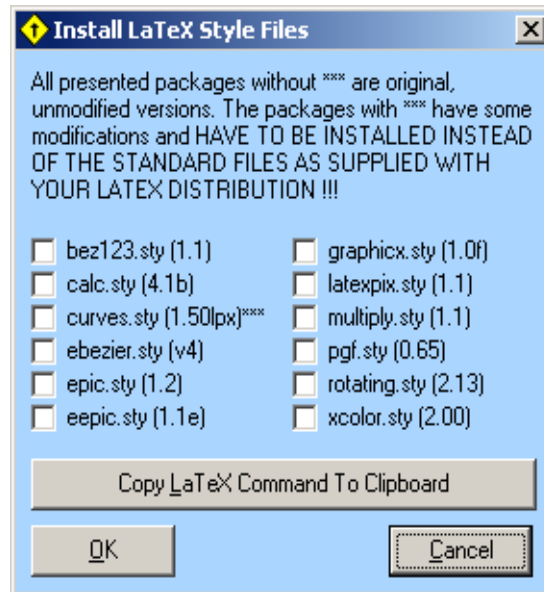 Install LaTeX Style Files
All presented packages without *** are original,
unmodified versions. The packages with *** have some
modifications and HAVE TO BE INSTALLED INSTEAD
OF THE STANDARD FILES AS SUPPLIED WITH
YOUR LATEX DISTRIBUTION !!!
bez123.sty (1.1)
calc.sty (4.1b)
curves.sty (1.50lpx)***
ebezier.sty (v4)
epic.sty (1.2)
eepic.sty (1.1e)
graphicx.sty (1.0f)
latexpix.sty (1.1)
multiply.sty (1.1)
pgf.sty (0.65)
rotating.sty (2.13)
xcolor.sty (2.00)
Copy LaTeX Command To Clipboard
OK
Cancel